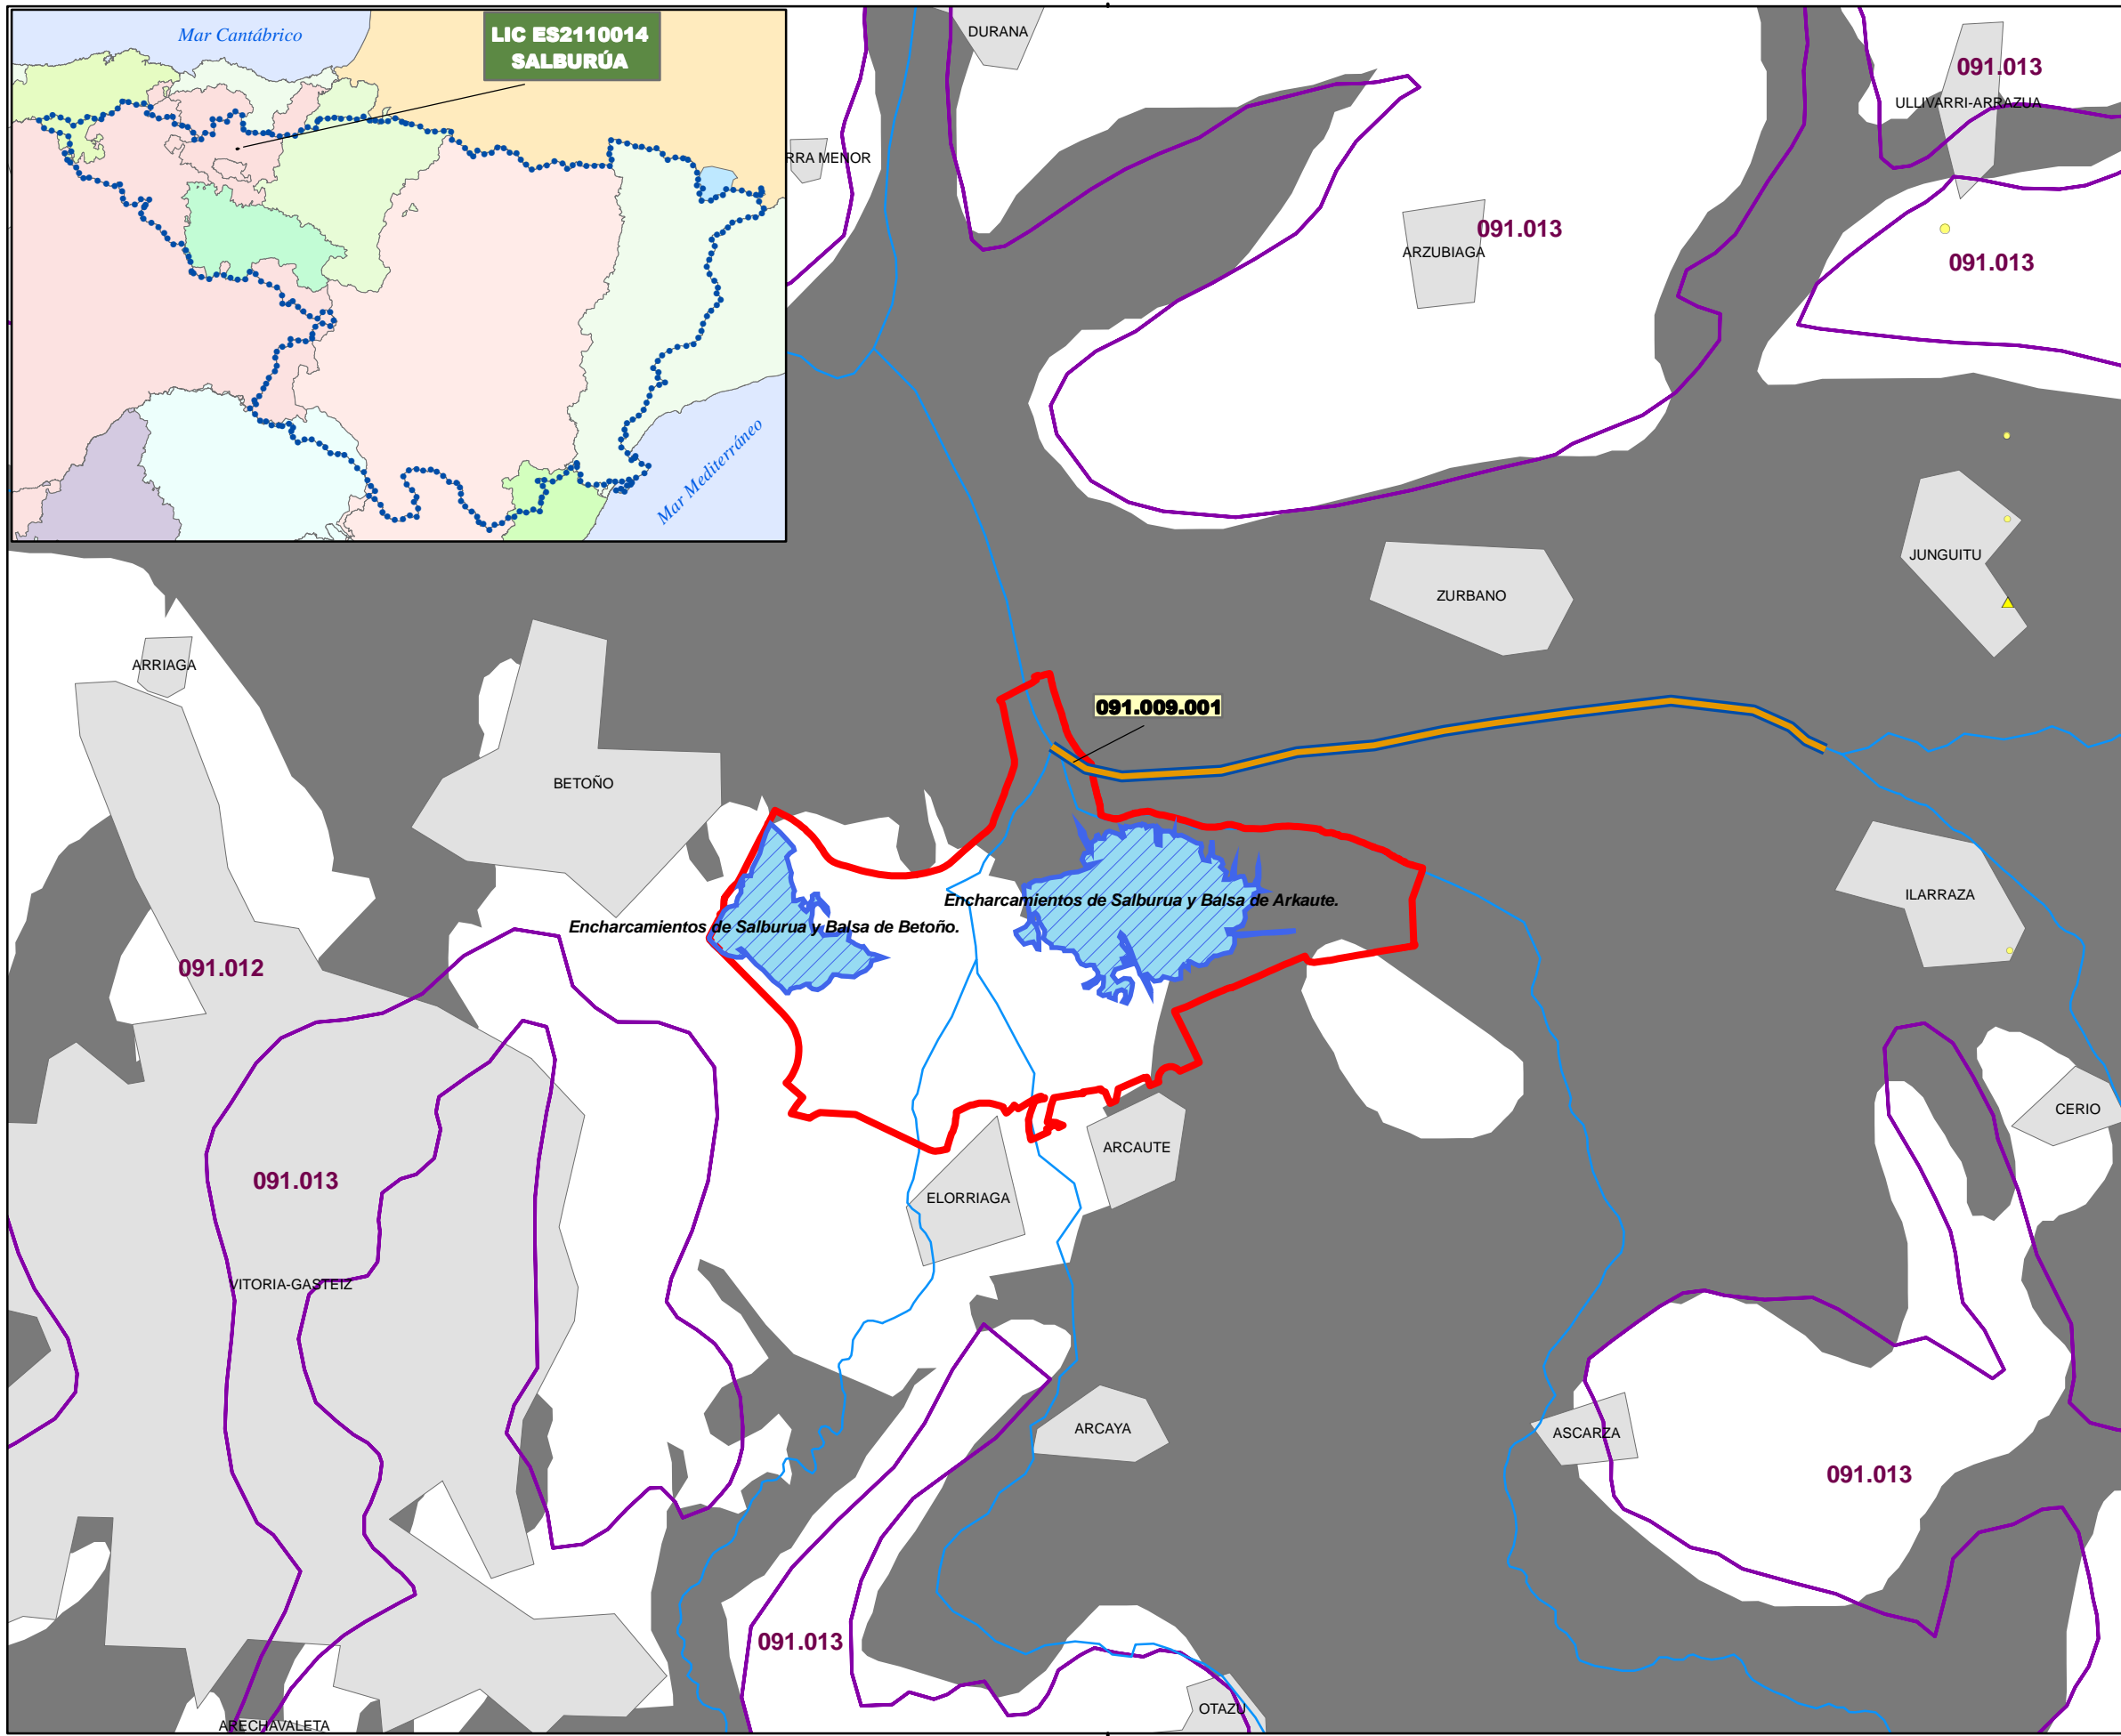 Mar Cantábrico
LIC ES2110014
SALBURÚA
Mar Mediterráneo
DURANA
RRA MENOR
091.013
ULLIVARRI-ARRAZUA
091.013
ARZUBIAGA
091.013
JUNGUITU
ZURBANO
ARRIAGA
091.009.001
BETOÑO
ILARRAZA
Encharcamientos de Salburua y Balsa de Arkaute.
Encharcamientos de Salburua y Balsa de Betoño.
091.012
CERIO
ARCAUTE
091.013
ELORRIAGA
VITORIA-GASTEIZ
ARCAYA
ASCARZA
091.013
091.013
OTAZU
ARECHAVALETA